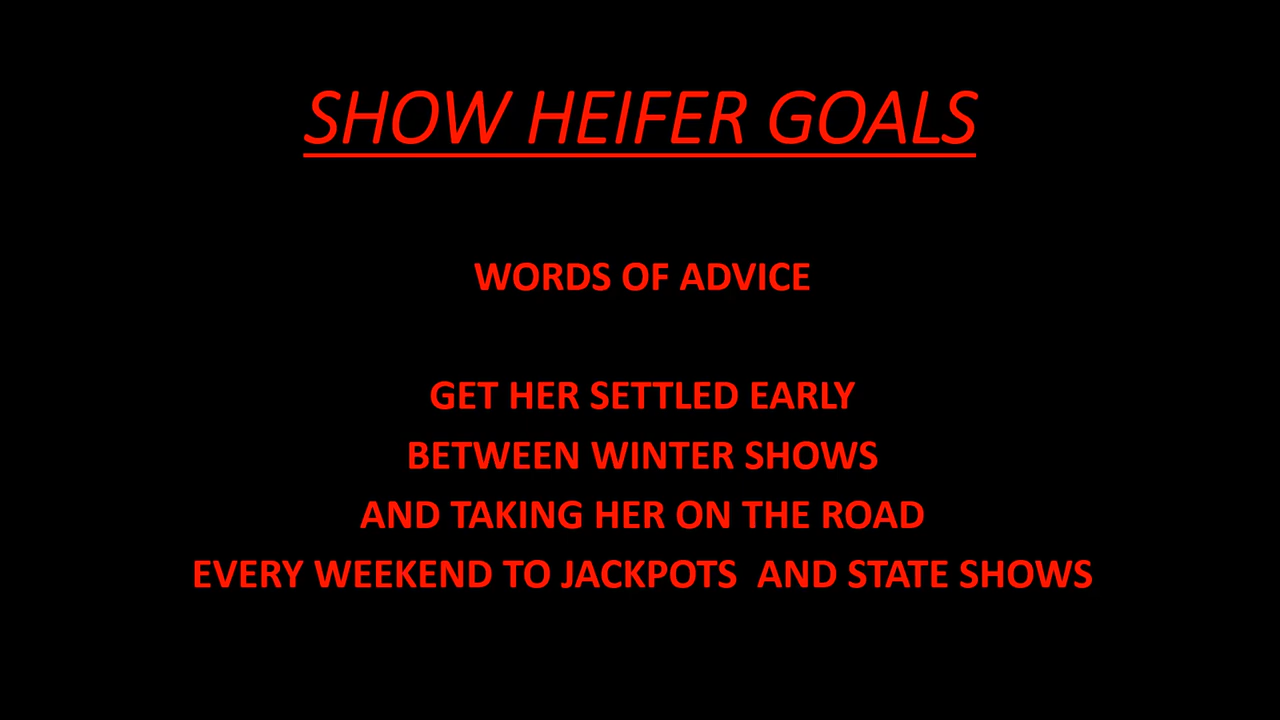 SHOW HEIFER GOALS
WORDS OF ADVICE
GET HER SETTLED EARLY
BETWEEN WINTER SHOWS
AND TAKING HER ON THE ROAD
EVERY WEEKEND TO JACKPOTS  AND STATE SHOWS